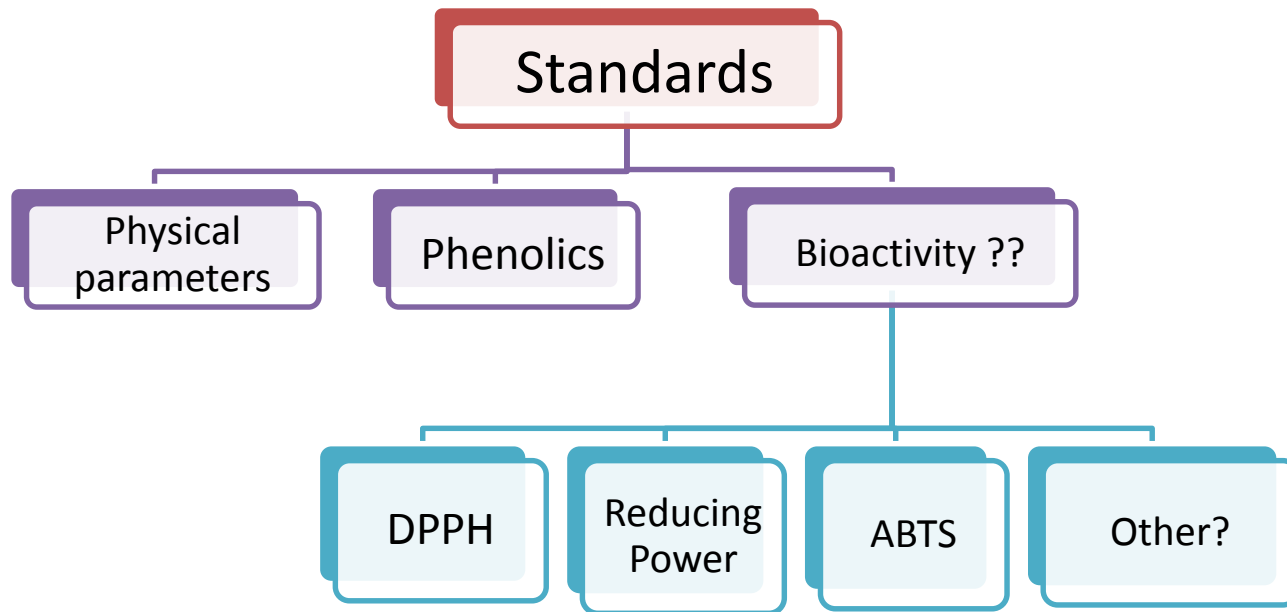 Standards
Physical
parameters
Phenolics
Bioactivity ??
DPPH
Reducing
Power
ABTS
Other?